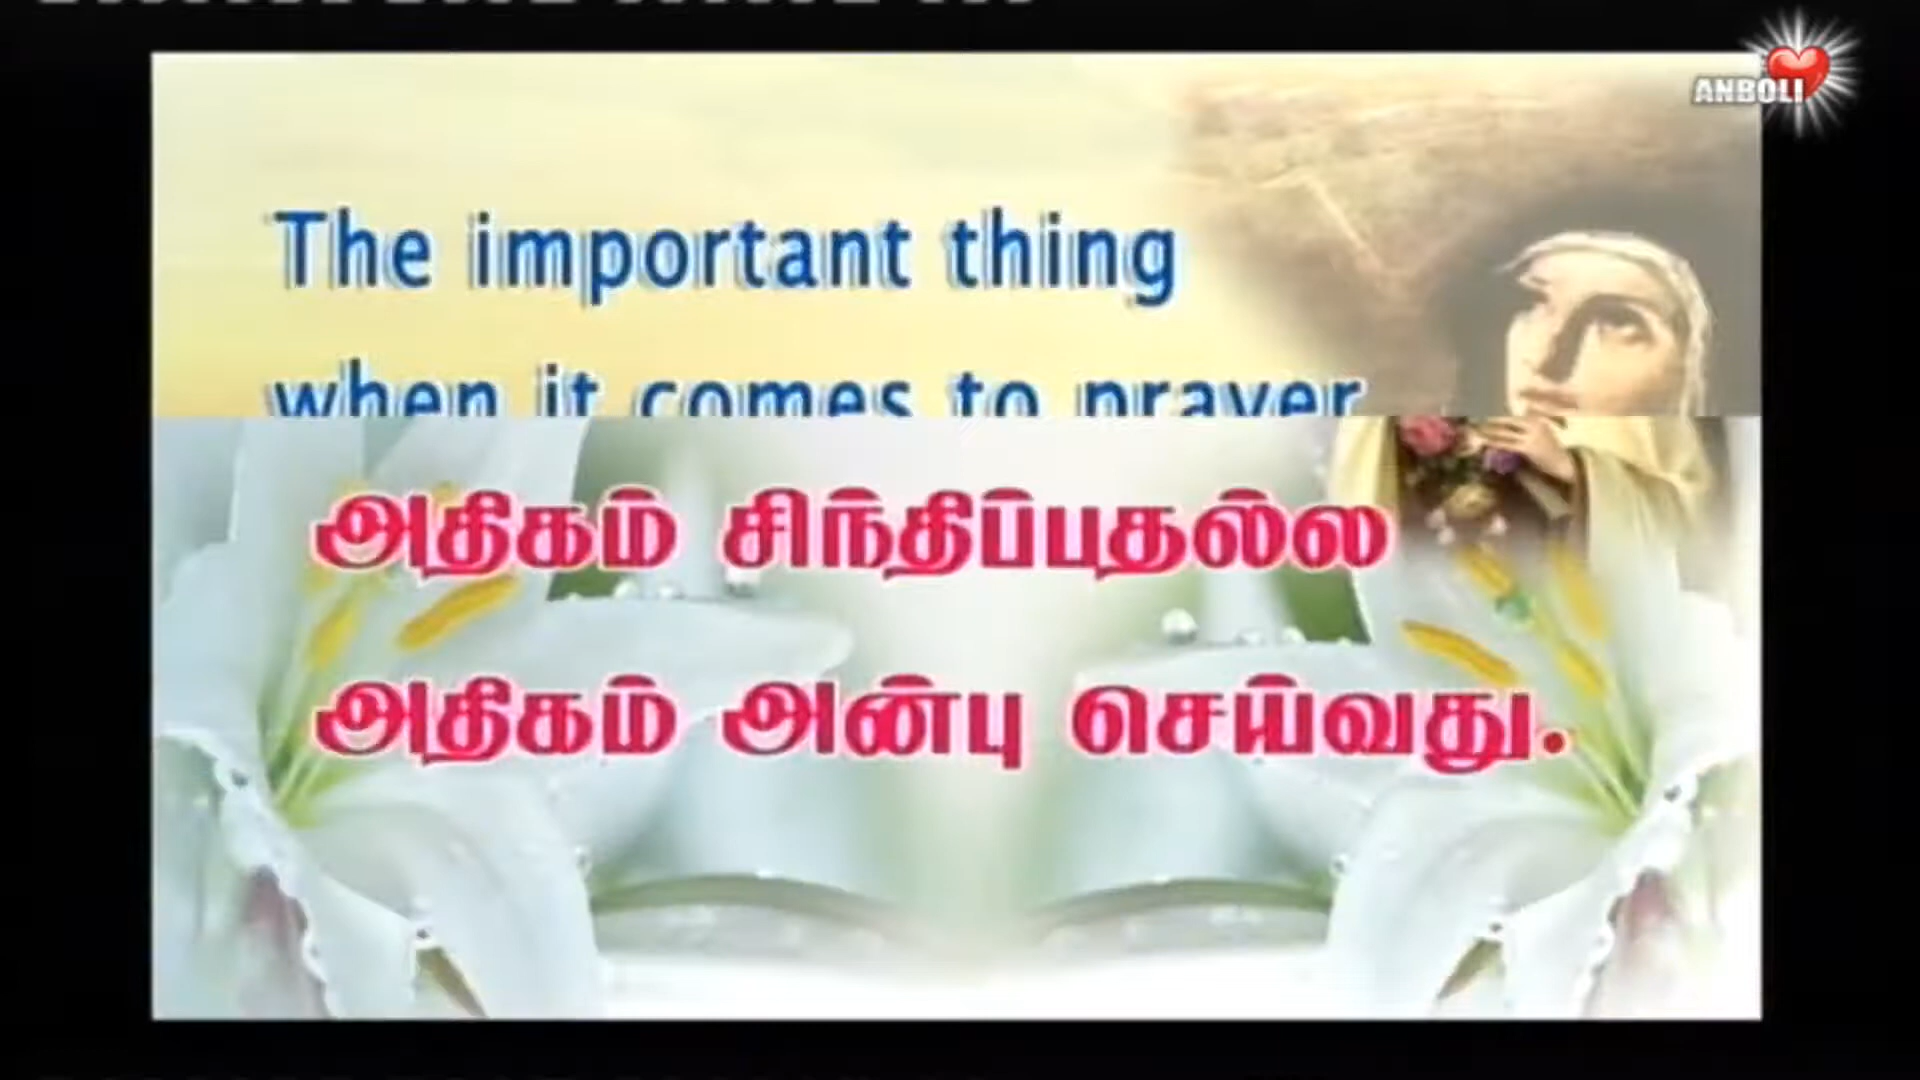 ANBOLI
The important thing
when it comes to prayer
அதிகம் சிந்திப்பதல்ல
அதிகம் அன்பு செய்வது.